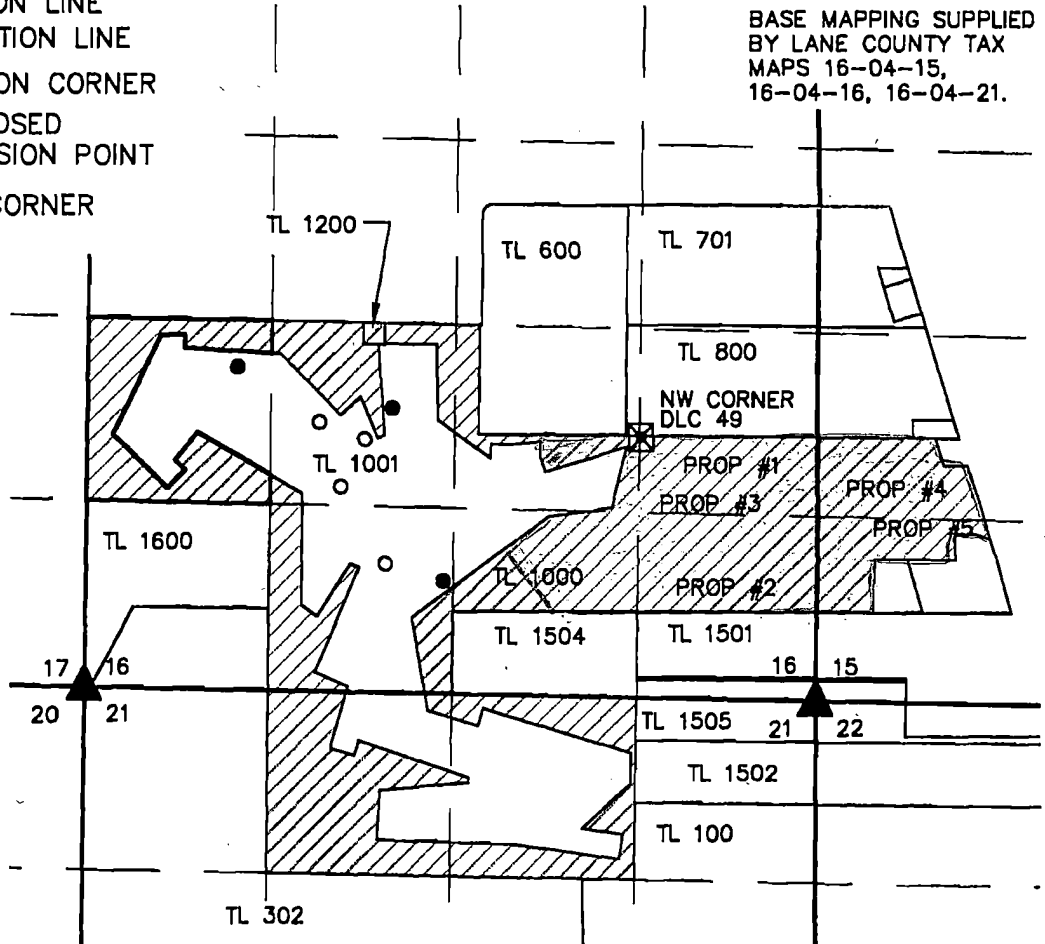 ON LINE
TION LINE
ON CORNER
OSED
SION POINT
CORNER
BASE MAPPING SUPPLIED
BY LANE COUNTY TAX
MAPS 16-04-15,
16-04-16, 16-04-21.
TL 1200
TL 600
TL 701
TL 800
NW CORNER
DLC 49
TL 1001
PROP #1
PROP #4
PROP #3
PROP #5
TL 1600
TL 1000
PROP #2
TL 1504
TL 1501
17 16
16 15
20 21
TL 1505
21 22
TL 1502
TL 100
TL 302